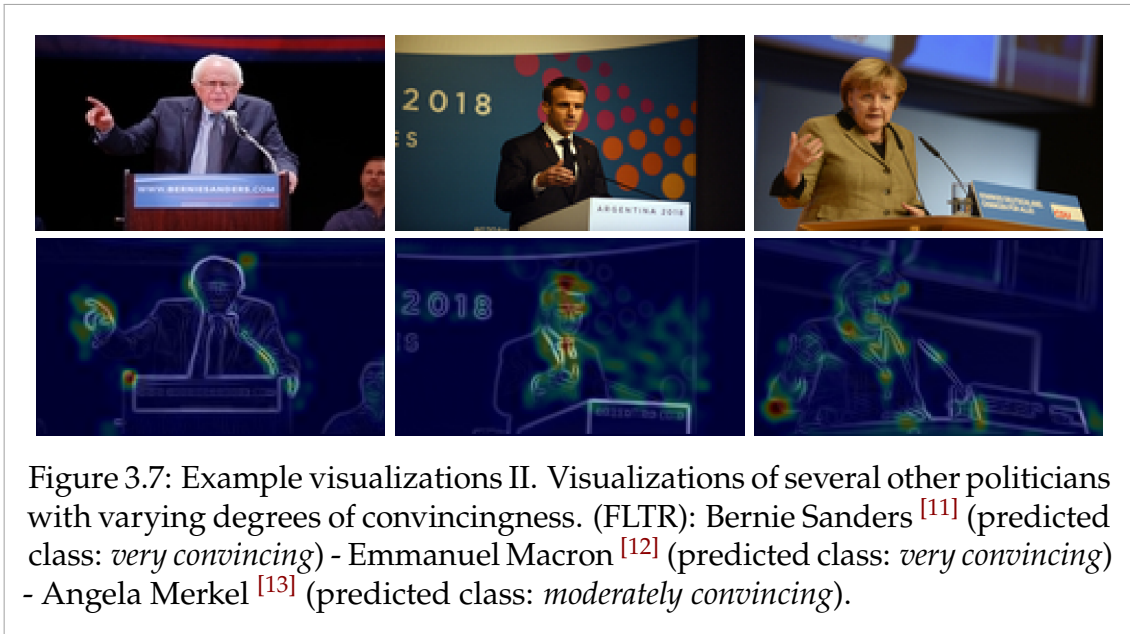 2018
ES
WWW.BERNIESANDERS.COM
ARGENTINA 2018
CDU
2018
Figure 3.7: Example visualizations II. Visualizations of several other politicians
with varying degrees of convincingness. (FLTR): Bernie Sanders [11] (predicted
class: very convincing) - Emmanuel Macron [12] (predicted class: very convincing)
- Angela Merkel [13] (predicted class: moderately convincing).